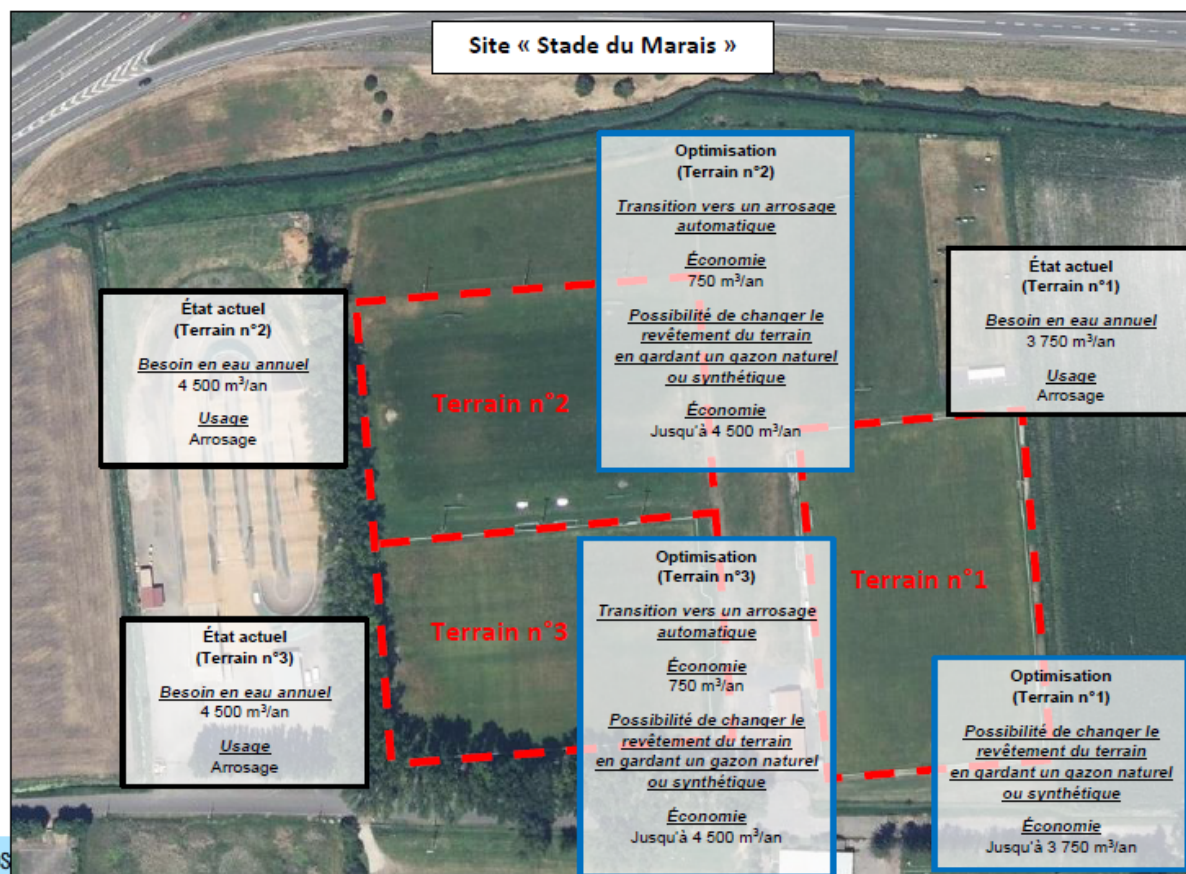 Site « Stade du Marais »
Optimisation
(Terrain n°2)
Transition vers un arrosage
automatique
Économie
750 m³/an
Possibilité de changer le
revêtement du terrain
en gardant un gazon naturel
ou synthétique
Économie
Jusqu'à 4 500 m³/an
État actuel
(Terrain n°1)
Besoin en eau annuel
3 750 m³/an
Usage
Arrosage
État actuel
(Terrain n°2)
Besoin en eau annuel
4 500 m³/an
Usage
Arrosage
Terrain n°2
Terrain n°1
Terrain n°3
Optimisation
(Terrain n°3)
Transition vers un arrosage
automatique
Économie
750 m³/an
Possibilité de changer le
revêtement du terrain
en gardant un gazon naturel
ou synthétique
Économie
Jusqu'à 4 500 m³/an
État actuel
(Terrain n°3)
Besoin en eau annuel
4 500 m³/an
Usage
Arrosage
Optimisation
(Terrain n°1)
Possibilité de changer le
revêtement du terrain
en gardant un gazon naturel
ou synthétique
Économie
Jusqu'à 3 750 m³/an